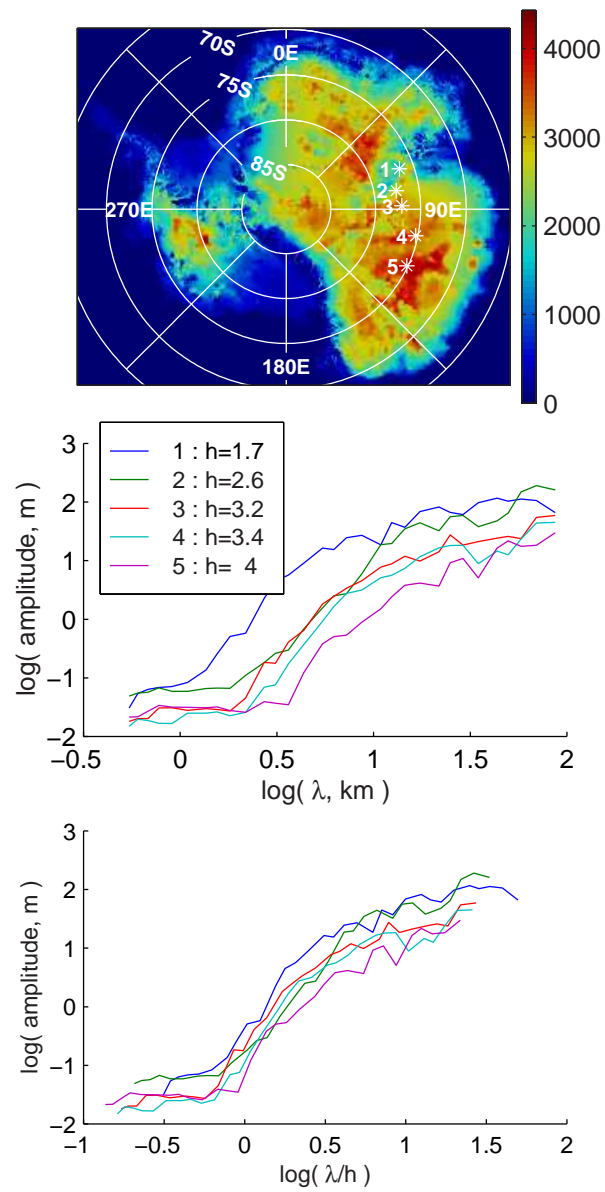 70S
75S
85S
0E
90E
180E
270E
1
2
3
4
5
4000
3000
2000
1000
0
1 : h=1.7
2 : h=2.6
3 : h=3.2
4 : h=3.4
5 : h= 4
3
2
1
0
−1
−2
log( amplitude, m )
−0.5 0 0.5 1 1.5 2
log( λ, km )
3
2
1
0
−1
−2
log( amplitude, m )
−1 −0.5 0 0.5 1 1.5 2
log( λ/h )